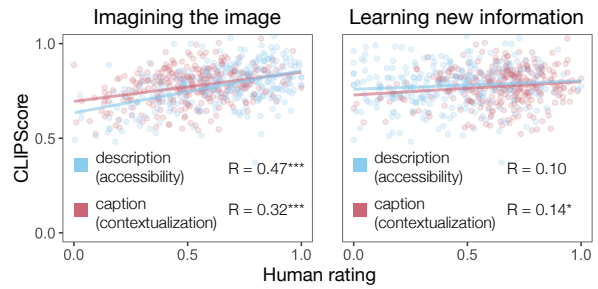 Imagining the image
Learning new information
CLIPScore
1.0
0.5
0.0
description
(accessibility)
R = 0.47***
caption
(contextualization)
R = 0.32***
0.0
0.5
1.0
description
(accessibility)
R = 0.10
caption
(contextualization)
R = 0.14*
0.0
0.5
1.0
Human rating